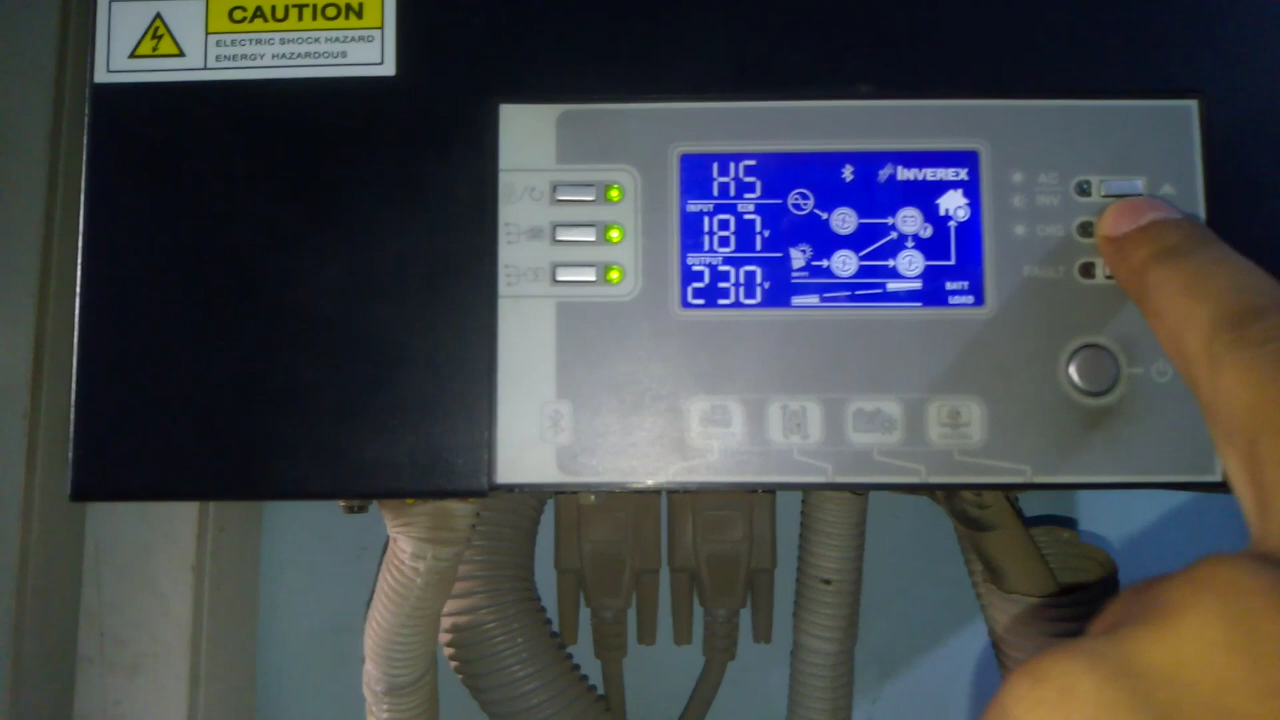 CAUTION
ELECTRIC SHOCK HAZARD
ENERGY HAZARDOUS
HS
INVEREX
INPUT
187 V
OUTPUT
230 V
BATT
LOAD
AC
INV
CHG
FAULT